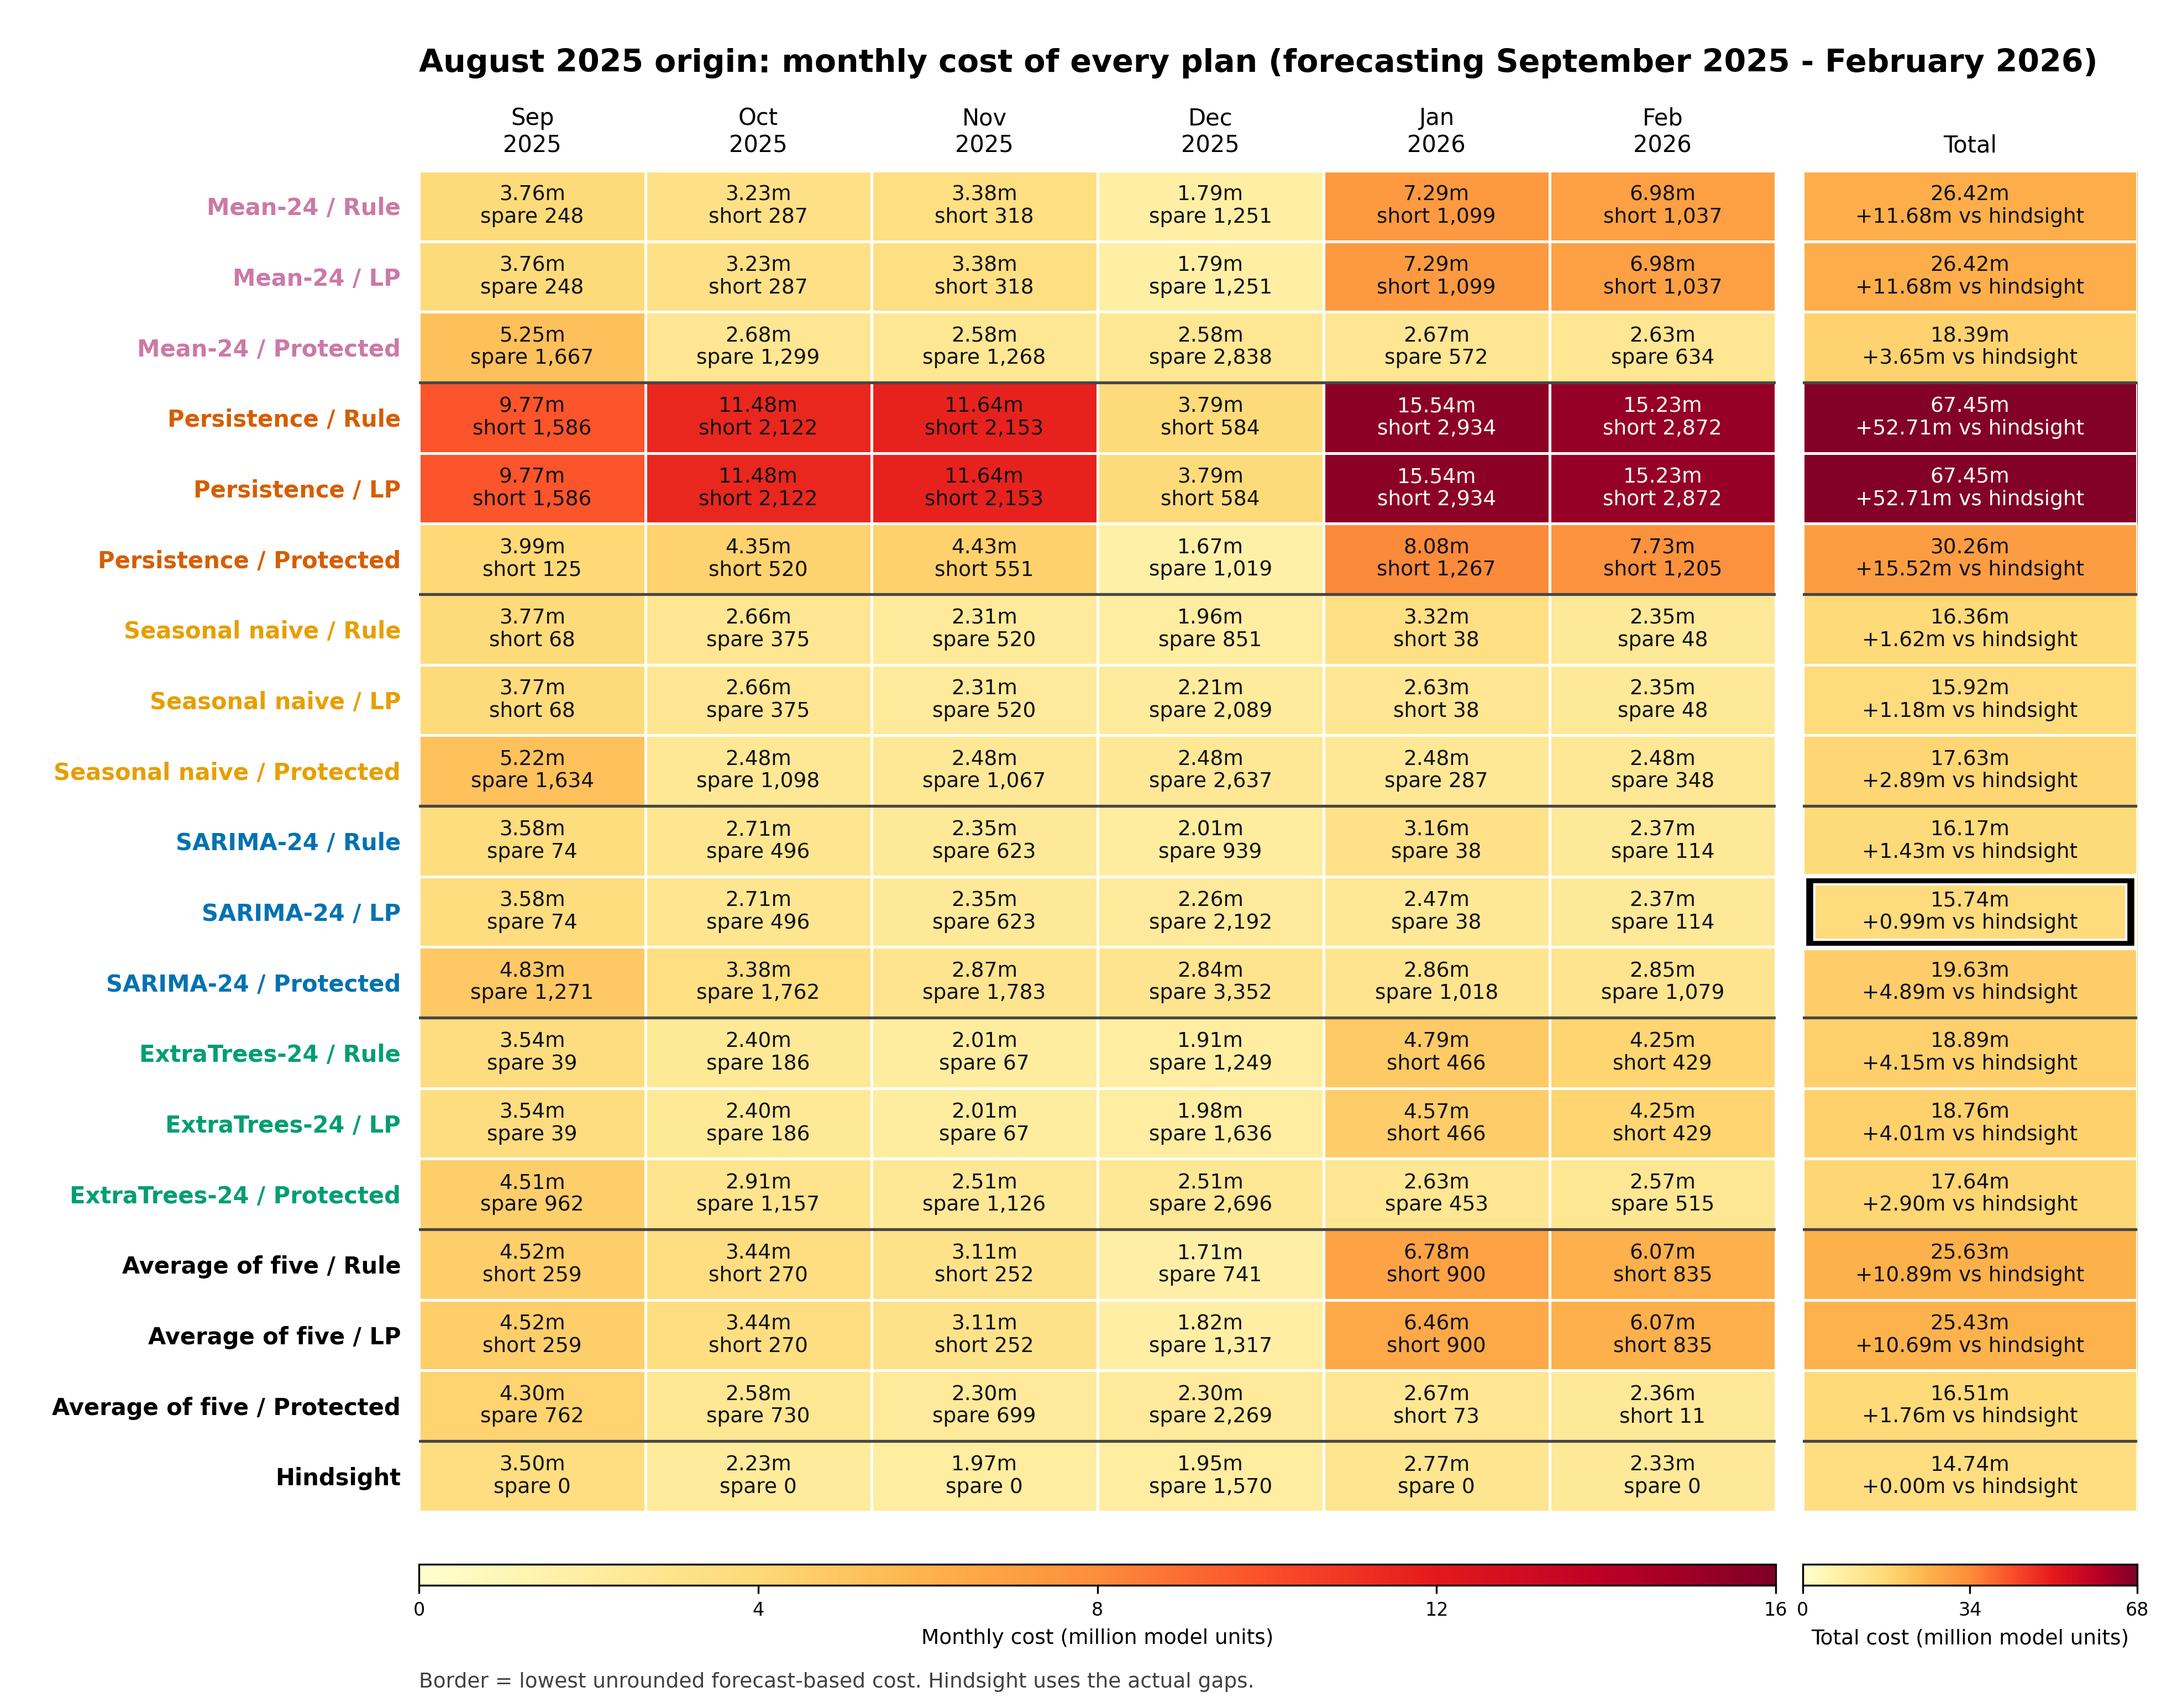 August 2025 origin: monthly cost of every plan (forecasting September 2025 - February 2026)
Sep Oct Nov Dec Jan Feb
2025 2025 2025 2025 2026 2026 Total
Mean-24 / Rule
3.76m 3.23m 3.38m 1.79m 7.29m 6.98m 26.42m
spare 248 short 287 short 318 spare 1,251 short 1,099 short 1,037 +11.68m vs hindsight
Mean-24 / LP
3.76m 3.23m 3.38m 1.79m 7.29m 6.98m 26.42m
spare 248 short 287 short 318 spare 1,251 short 1,099 short 1,037 +11.68m vs hindsight
Mean-24 / Protected
5.25m 2.68m 2.58m 2.58m 2.67m 2.63m 18.39m
spare 1,667 spare 1,299 spare 1,268 spare 2,838 spare 572 spare 634 +3.65m vs hindsight
Persistence / Rule
9.77m 11.48m 11.64m 3.79m 15.54m 15.23m 67.45m
short 1,586 short 2,122 short 2,153 short 584 short 2,934 short 2,872 +52.71m vs hindsight
Persistence / LP
9.77m 11.48m 11.64m 3.79m 15.54m 15.23m 67.45m
short 1,586 short 2,122 short 2,153 short 584 short 2,934 short 2,872 +52.71m vs hindsight
Persistence / Protected
3.99m 4.35m 4.43m 1.67m 8.08m 7.73m 30.26m
short 125 short 520 short 551 spare 1,019 short 1,267 short 1,205 +15.52m vs hindsight
Seasonal naive / Rule
3.77m 2.66m 2.31m 1.96m 3.32m 2.35m 16.36m
short 68 spare 375 spare 520 spare 851 short 38 spare 48 +1.62m vs hindsight
Seasonal naive / LP
3.77m 2.66m 2.31m 2.21m 2.63m 2.35m 15.92m
short 68 spare 375 spare 520 spare 2,089 short 38 spare 48 +1.18m vs hindsight
Seasonal naive / Protected
5.22m 2.48m 2.48m 2.48m 2.48m 2.48m 17.63m
spare 1,634 spare 1,098 spare 1,067 spare 2,637 spare 287 spare 348 +2.89m vs hindsight
SARIMA-24 / Rule
3.58m 2.71m 2.35m 2.01m 3.16m 2.37m 16.17m
spare 74 spare 496 spare 623 spare 939 spare 38 spare 114 +1.43m vs hindsight
SARIMA-24 / LP
3.58m 2.71m 2.35m 2.26m 2.47m 2.37m 15.74m
spare 74 spare 496 spare 623 spare 2,192 spare 38 spare 114 +0.99m vs hindsight
SARIMA-24 / Protected
4.83m 3.38m 2.87m 2.84m 2.86m 2.85m 19.63m
spare 1,271 spare 1,762 spare 1,783 spare 3,352 spare 1,018 spare 1,079 +4.89m vs hindsight
ExtraTrees-24 / Rule
3.54m 2.40m 2.01m 1.91m 4.79m 4.25m 18.89m
spare 39 spare 186 spare 67 spare 1,249 short 466 short 429 +4.15m vs hindsight
ExtraTrees-24 / LP
3.54m 2.40m 2.01m 1.98m 4.57m 4.25m 18.76m
spare 39 spare 186 spare 67 spare 1,636 short 466 short 429 +4.01m vs hindsight
ExtraTrees-24 / Protected
4.51m 2.91m 2.51m 2.51m 2.63m 2.57m 17.64m
spare 962 spare 1,157 spare 1,126 spare 2,696 spare 453 spare 515 +2.90m vs hindsight
Average of five / Rule
4.52m 3.44m 3.11m 1.71m 6.78m 6.07m 25.63m
short 259 short 270 short 252 spare 741 short 900 short 835 +10.89m vs hindsight
Average of five / LP
4.52m 3.44m 3.11m 1.82m 6.46m 6.07m 25.43m
short 259 short 270 short 252 spare 1,317 short 900 short 835 +10.69m vs hindsight
Average of five / Protected
4.30m 2.58m 2.30m 2.30m 2.67m 2.36m 16.51m
spare 762 spare 730 spare 699 spare 2,269 short 73 short 11 +1.76m vs hindsight
Hindsight
3.50m 2.23m 1.97m 1.95m 2.77m 2.33m 14.74m
spare 0 spare 0 spare 0 spare 1,570 spare 0 spare 0 +0.00m vs hindsight
0 4 8 12 16 0 34 68
Monthly cost (million model units) Total cost (million model units)
Border = lowest unrounded forecast-based cost. Hindsight uses the actual gaps.